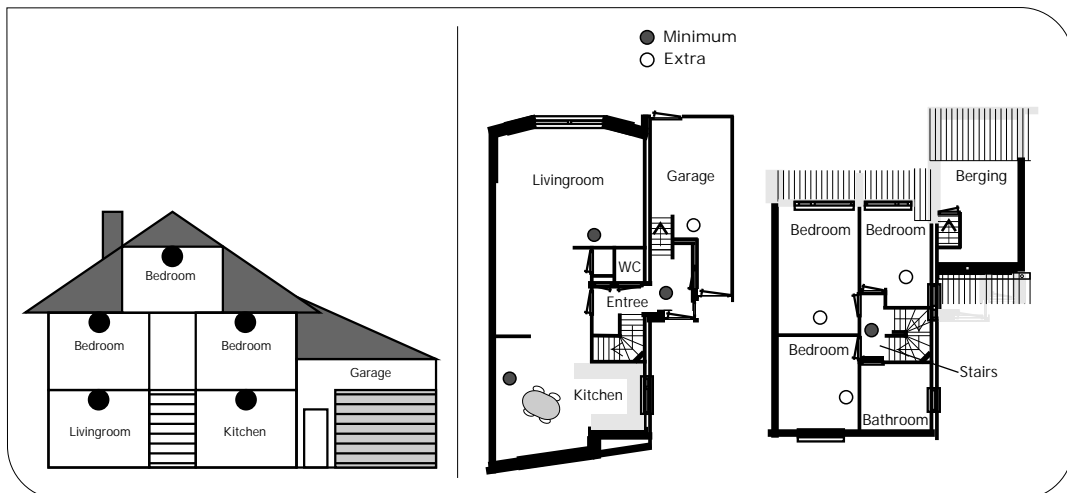 Bedroom
Bedroom
Bedroom
Garage
Livingroom
Kitchen
Minimum
Extra
Livingroom
Garage
WC
Entree
Kitchen
Berging
Bedroom
Bedroom
Bedroom
Stairs
Bathroom